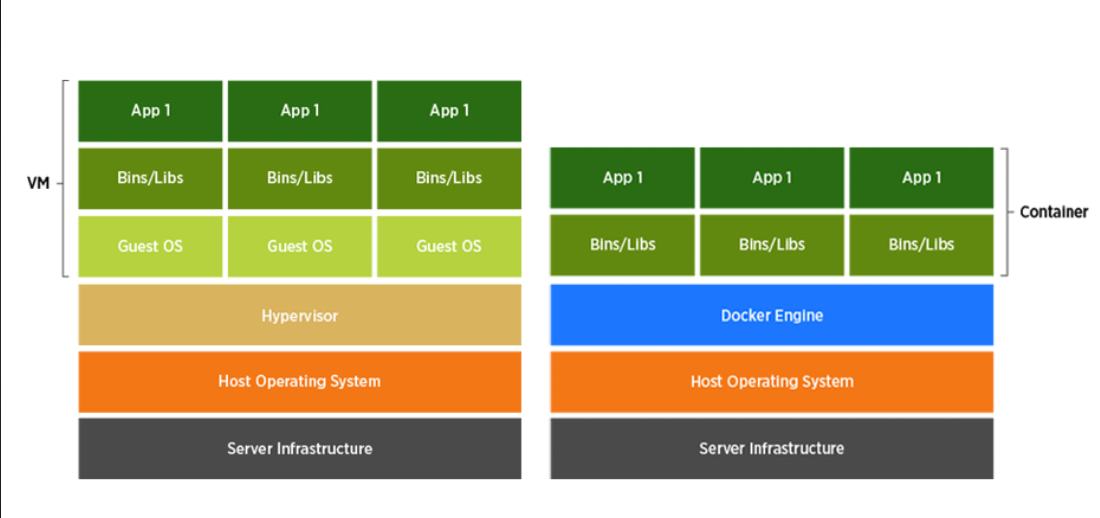 App 1 App 1 App 1
VM
Bins/Libs Bins/Libs Bins/Libs
Guest OS Guest OS Guest OS
Hypervisor
Host Operating System
Server Infrastructure
App 1 App 1 App 1
Container
Bins/Libs Bins/Libs Bins/Libs
Docker Engine
Host Operating System
Server Infrastructure